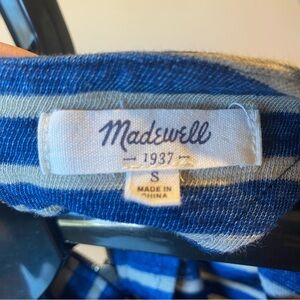 Madewell
— 1937 —
S
MADE IN
CHINA